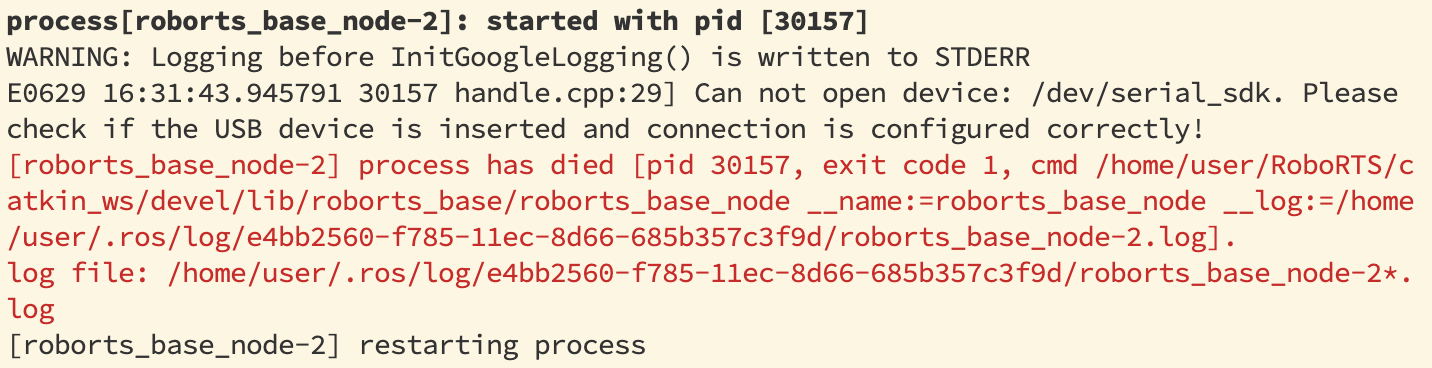 process[roborts_base_node-2]: started with pid [30157]
WARNING: Logging before InitGoogleLogging() is written to STDERR
E0629 16:31:43.945791 30157 handle.cpp:29] Can not open device: /dev/serial_sdk. Please
check if the USB device is inserted and connection is configured correctly!
[roborts_base_node-2] process has died [pid 30157, exit code 1, cmd /home/user/RoboRTS/c
atkin_ws/devel/lib/roborts_base/roborts_base_node __name:=roborts_base_node __log:=/home
/user/.ros/log/e4bb2560-f785-11ec-8d66-685b357c3f9d/roborts_base_node-2.log].
log file: /home/user/.ros/log/e4bb2560-f785-11ec-8d66-685b357c3f9d/roborts_base_node-2*.
log
[roborts_base_node-2] restarting process